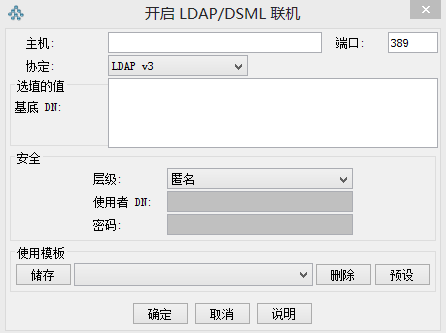 开启 LDAP/DSML 联机
主机: 端口: 389
协定: LDAP v3
选填的值
基底 DN:
安全
层级: 匿名
使用者 DN:
密码:
使用模板
储存 删除 预设
确定 取消 说明